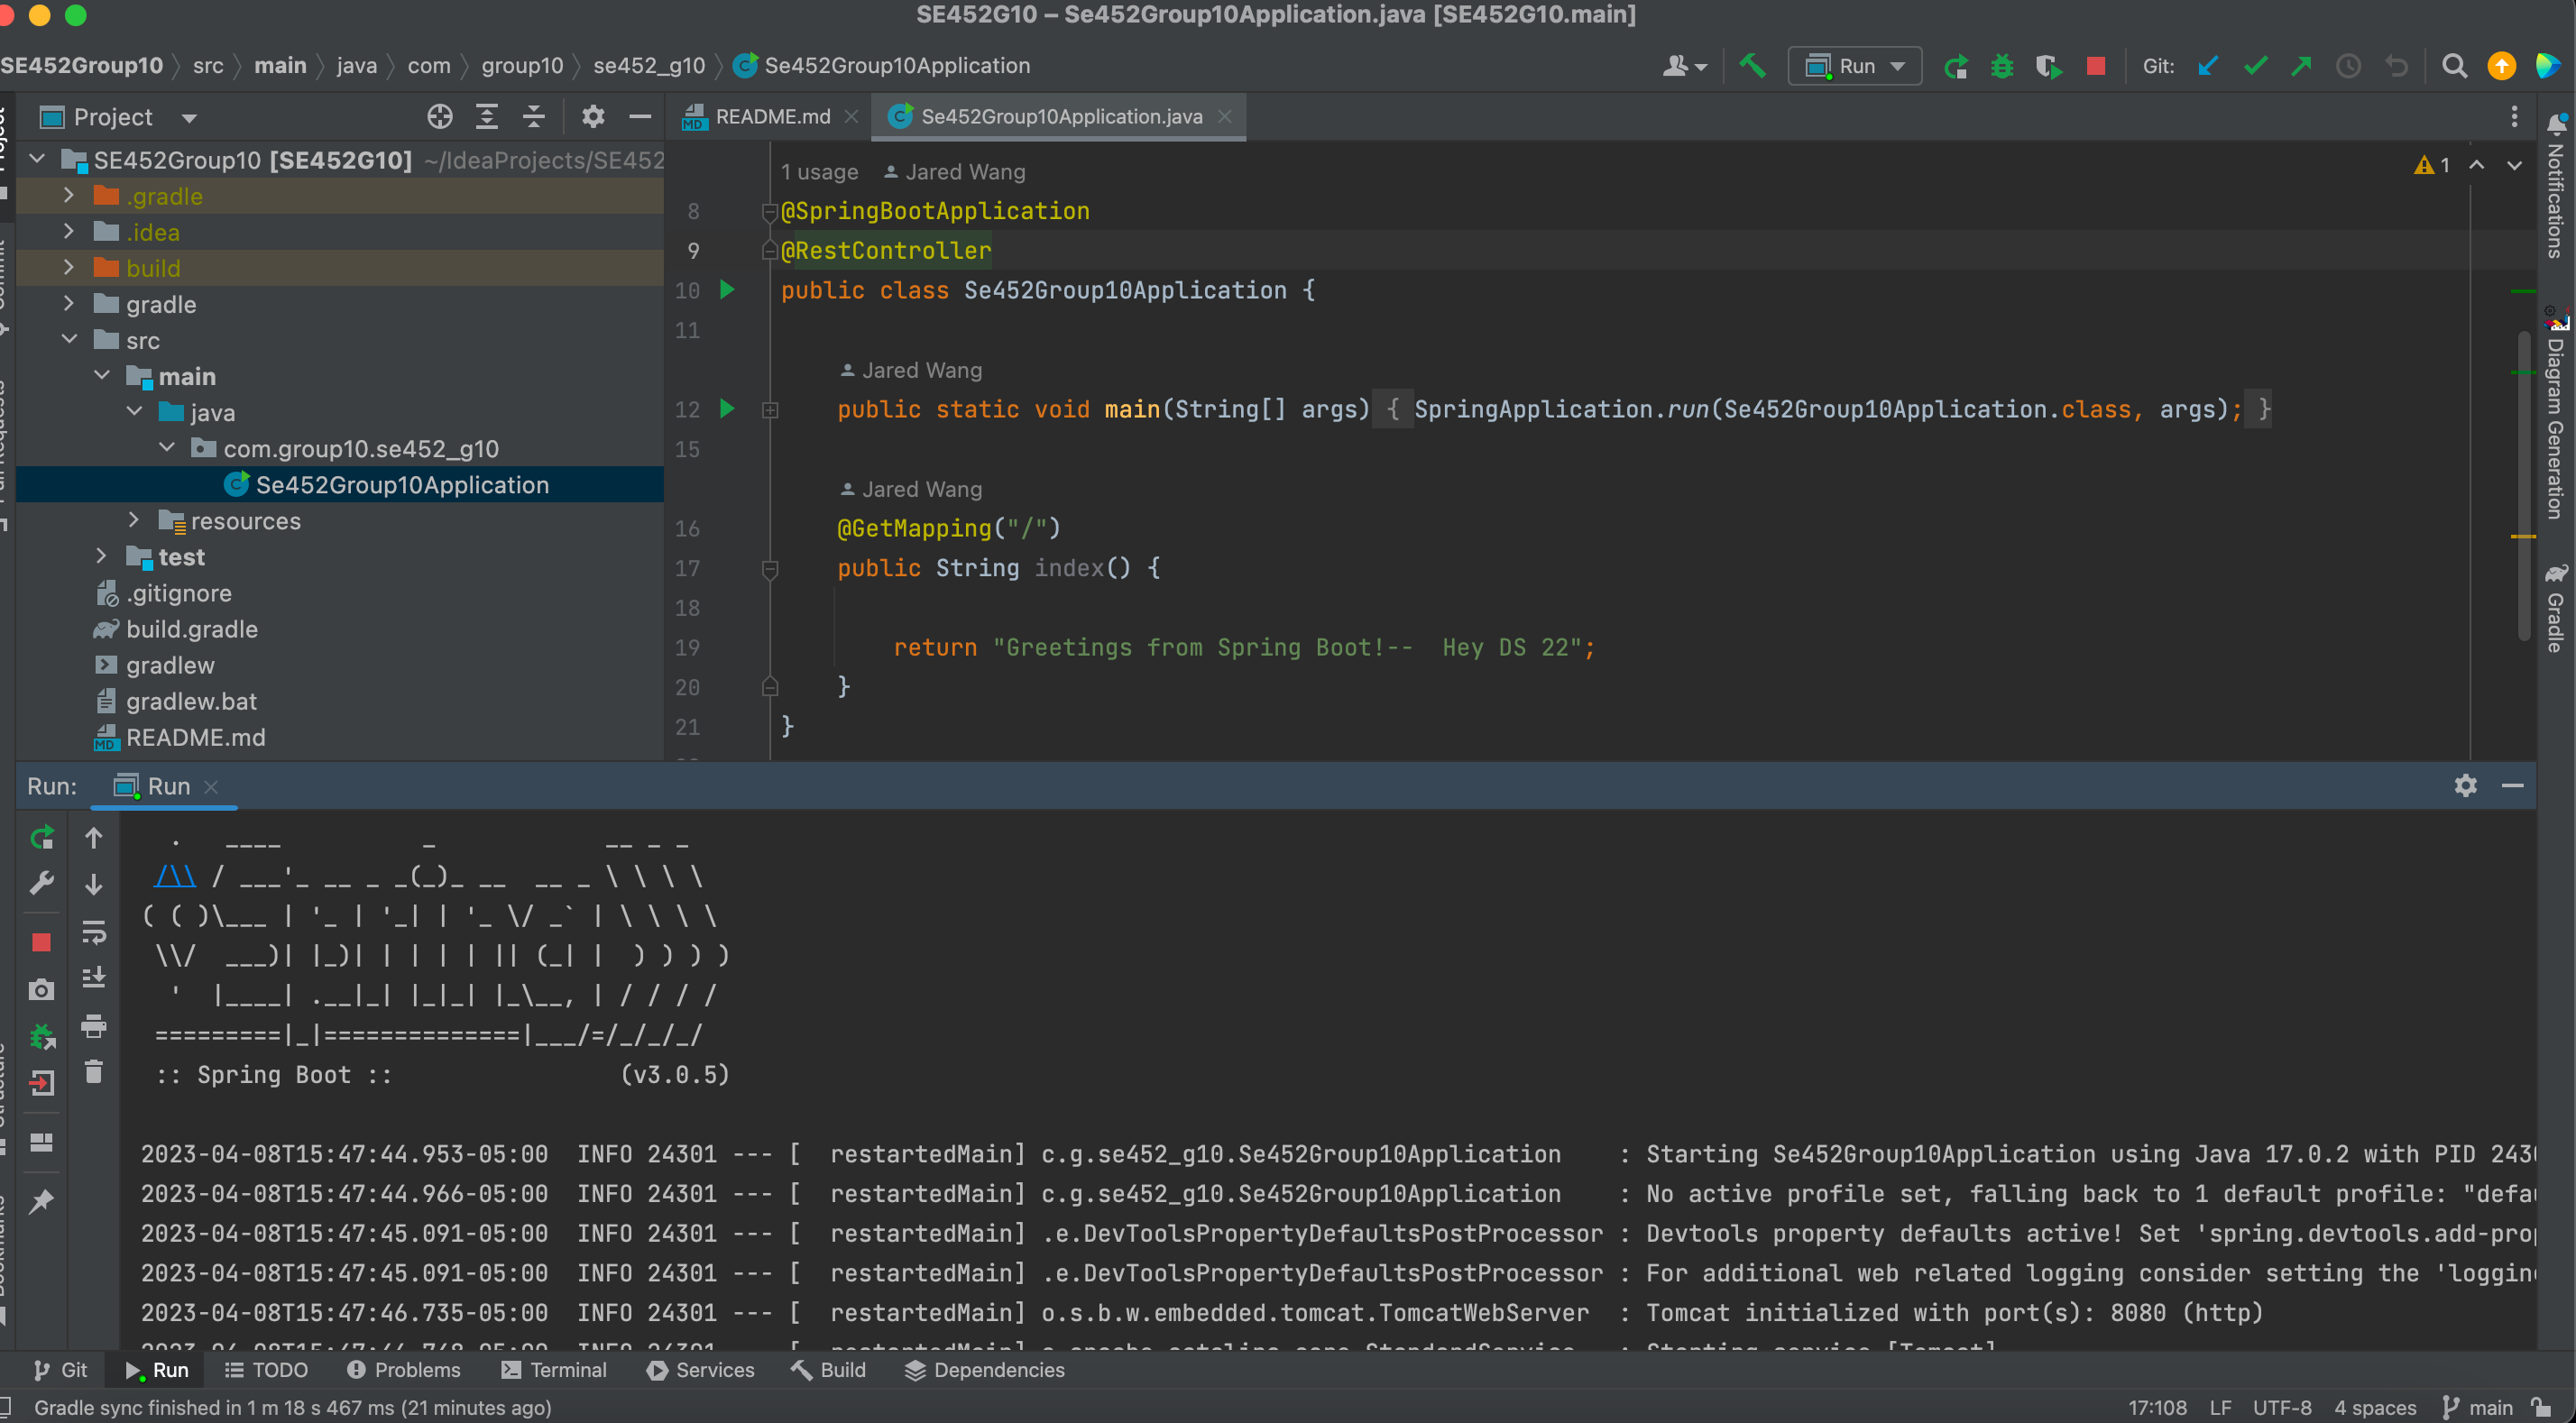 SE452G10 – Se452Group10Application.java [SE452G10.main]
SE452Group10 src main java com group10 se452_g10 Se452Group10Application
Run
Git:
Project
README.md
Se452Group10Application.java
SE452Group10 [SE452G10] ~/IdeaProjects/SE452
.gradle
.idea
build
gradle
src
main
java
com.group10.se452_g10
Se452Group10Application
resources
test
.gitignore
build.gradle
gradlew
gradlew.bat
README.md
1 usage Jared Wang
1
8 @SpringBootApplication
9 @RestController
10 public class Se452Group10Application {
11
Jared Wang
12 public static void main(String[] args) { SpringApplication.run(Se452Group10Application.class, args); }
15
Jared Wang
16 @GetMapping("/")
17 public String index() {
18
19 return "Greetings from Spring Boot!--  Hey DS 22";
20 }
21 }
Notifications
Diagram Generation
Gradle
Run: Run
  .   ____          _            __ _ _
 /\\ / ___'_ __ _ _(_)_ __  __ _ \ \ \ \
( ( )\___ | '_ | '_| | '_ \/ _` | \ \ \ \
 \\/  ___)| |_)| | | | | || (_| |  ) ) ) )
  '  |____| .__|_| |_|_| |_\__, | / / / /
 =========|_|==============|___/=/_/_/_/
 :: Spring Boot ::                (v3.0.5)
2023-04-08T15:47:44.953-05:00  INFO 24301 --- [  restartedMain] c.g.se452_g10.Se452Group10Application    : Starting Se452Group10Application using Java 17.0.2 with PID 243
2023-04-08T15:47:44.966-05:00  INFO 24301 --- [  restartedMain] c.g.se452_g10.Se452Group10Application    : No active profile set, falling back to 1 default profile: "defau
2023-04-08T15:47:45.091-05:00  INFO 24301 --- [  restartedMain] .e.DevToolsPropertyDefaultsPostProcessor : Devtools property defaults active! Set 'spring.devtools.add-prop
2023-04-08T15:47:45.091-05:00  INFO 24301 --- [  restartedMain] .e.DevToolsPropertyDefaultsPostProcessor : For additional web related logging consider setting the 'loggin
2023-04-08T15:47:46.735-05:00  INFO 24301 --- [  restartedMain] o.s.b.w.embedded.tomcat.TomcatWebServer  : Tomcat initialized with port(s): 8080 (http)
Git Run TODO Problems Terminal Services Build Dependencies
Gradle sync finished in 1 m 18 s 467 ms (21 minutes ago)
17:108 LF UTF-8 4 spaces main